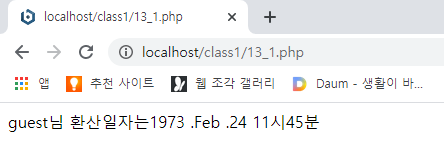 localhost/class1/13_1.php
localhost/class1/13_1.php
앱 추천 사이트 웹 조각 갤러리 Daum - 생활이 바...
guest님 환산일자는1973 .Feb .24 11시45분